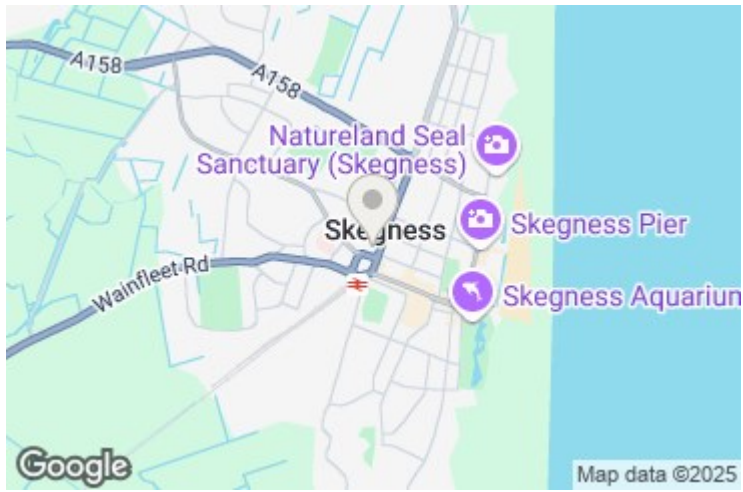 A158
A158
Natureland Seal
Sanctuary (Skegness)
Skegness
Skegness Pier
Wainfleet Rd
Skegness Aquarium
Google
Map data ©2025